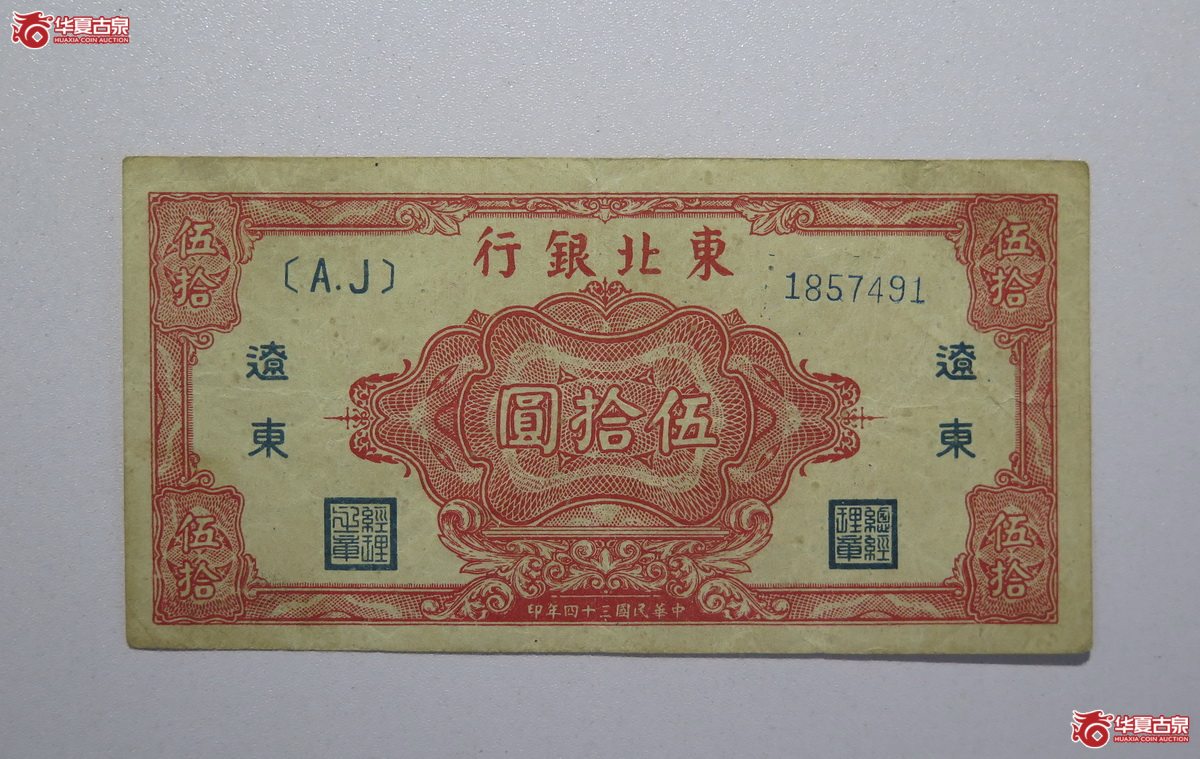 华夏古泉
HUAXIA COIN AUCTION
東北銀行
伍拾
伍拾
〔A.J〕
1857491
遼東
遼東
伍拾圓
總經理章
經理之章
伍拾
伍拾
中華民國三十四年印
华夏古泉
HUAXIA COIN AUCTION